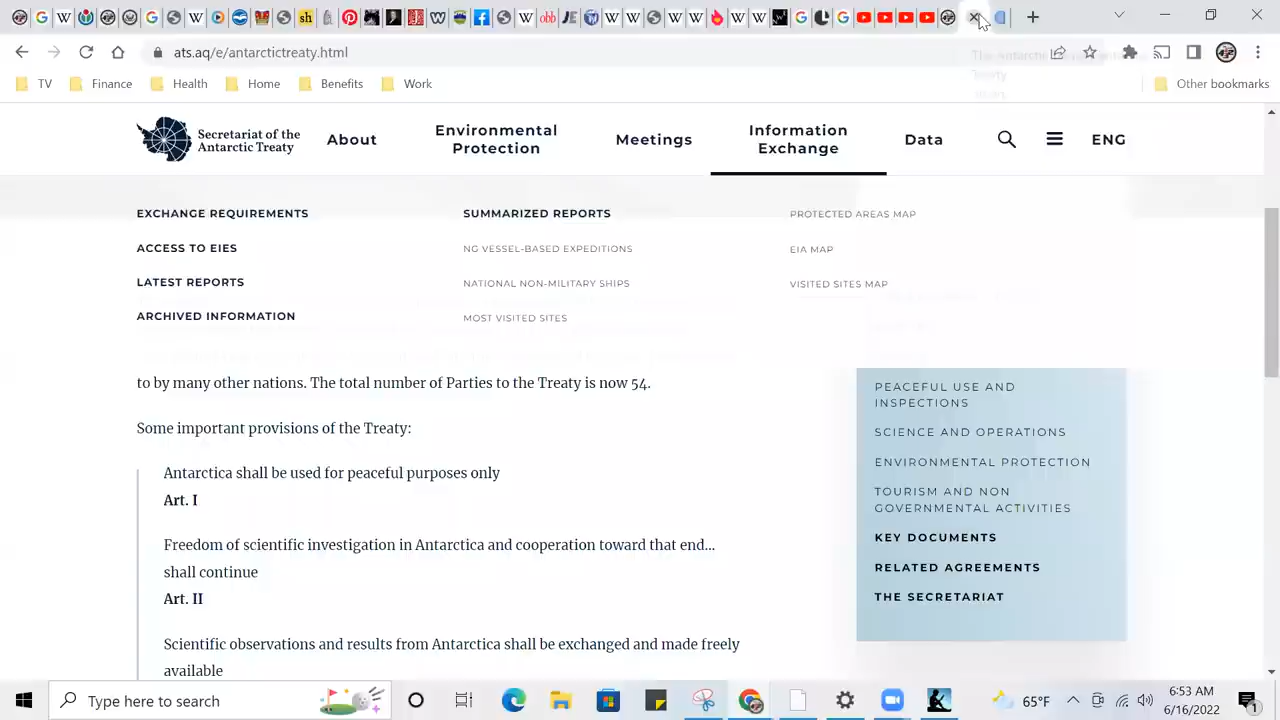 ats.aq/e/antarctictreaty.html
TV
Finance
Health
Home
Benefits
Work
Other bookmarks
Secretariat of the
Antarctic Treaty
About
Environmental
Protection
Meetings
Information
Exchange
Data
ENG
EXCHANGE REQUIREMENTS
ACCESS TO EIES
LATEST REPORTS
ARCHIVED INFORMATION
SUMMARIZED REPORTS
NG VESSEL-BASED EXPEDITIONS
NATIONAL NON-MILITARY SHIPS
MOST VISITED SITES
PROTECTED AREAS MAP
EIA MAP
VISITED SITES MAP
to by many other nations. The total number of Parties to the Treaty is now 54.
Some important provisions of the Treaty:
Antarctica shall be used for peaceful purposes only
Art. I
Freedom of scientific investigation in Antarctica and cooperation toward that end…
shall continue
Art. II
Scientific observations and results from Antarctica shall be exchanged and made freely
available
PEACEFUL USE AND
INSPECTIONS
SCIENCE AND OPERATIONS
ENVIRONMENTAL PROTECTION
TOURISM AND NON
GOVERNMENTAL ACTIVITIES
KEY DOCUMENTS
RELATED AGREEMENTS
THE SECRETARIAT
Type here to search
65°F
6:53 AM
6/16/2022
1